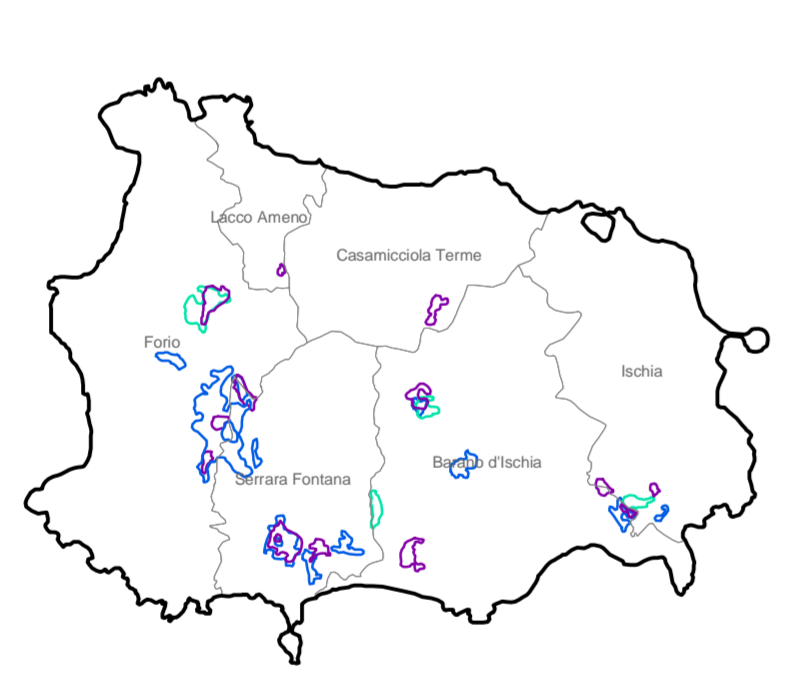 Lacco Ameno
Casamicciola Terme
Forio
Ischia
Barano d'Ischia
Serrara Fontana